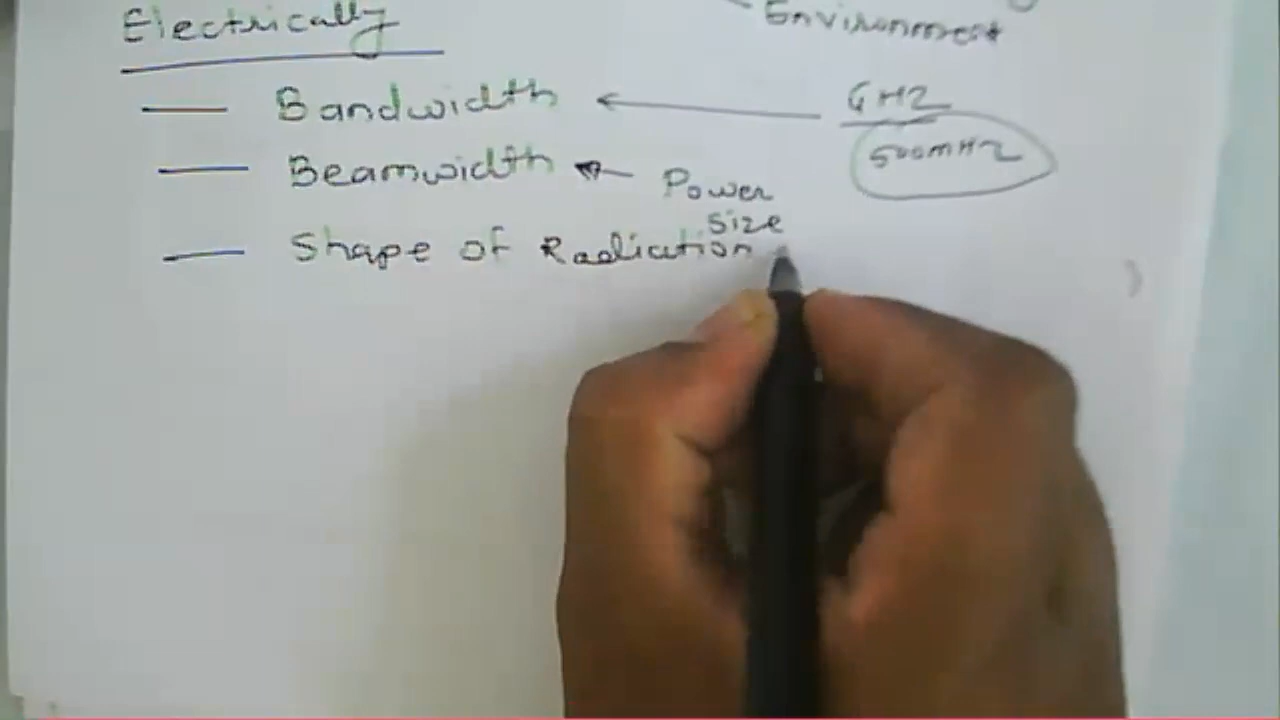 Electrically
Environment
— Bandwidth ← GHz
500MHz
— Beamwidth ← Power
Size
— Shape of Radiation